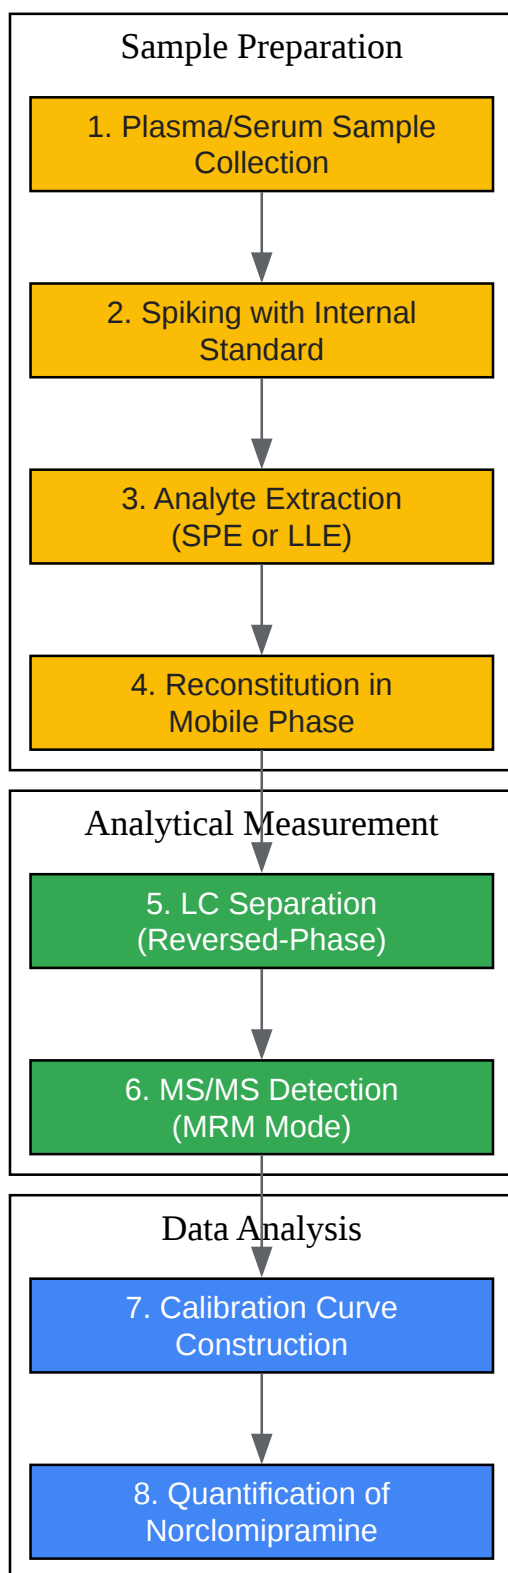 Sample Preparation
1. Plasma/Serum Sample
Collection
2. Spiking with Internal
Standard
3. Analyte Extraction
(SPE or LLE)
4. Reconstitution in
Mobile Phase
Analytical Measurement
5. LC Separation
(Reversed-Phase)
6. MS/MS Detection
(MRM Mode)
Data Analysis
7. Calibration Curve
Construction
8. Quantification of
Norclomipramine